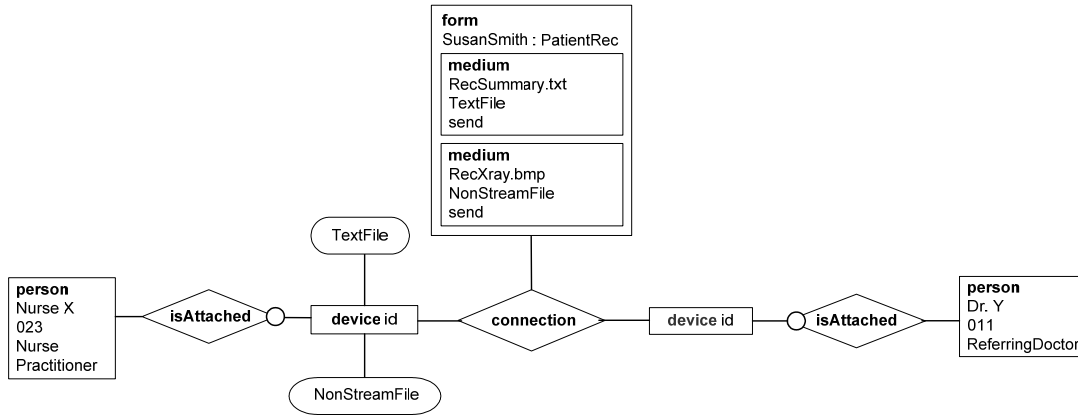 form
SusanSmith : PatientRec
medium
RecSummary.txt
TextFile
send
medium
RecXray.bmp
NonStreamFile
send
TextFile
person
Nurse X
023
Nurse
Practitioner
isAttached
device id
connection
device id
isAttached
person
Dr. Y
011
ReferringDoctor
NonStreamFile